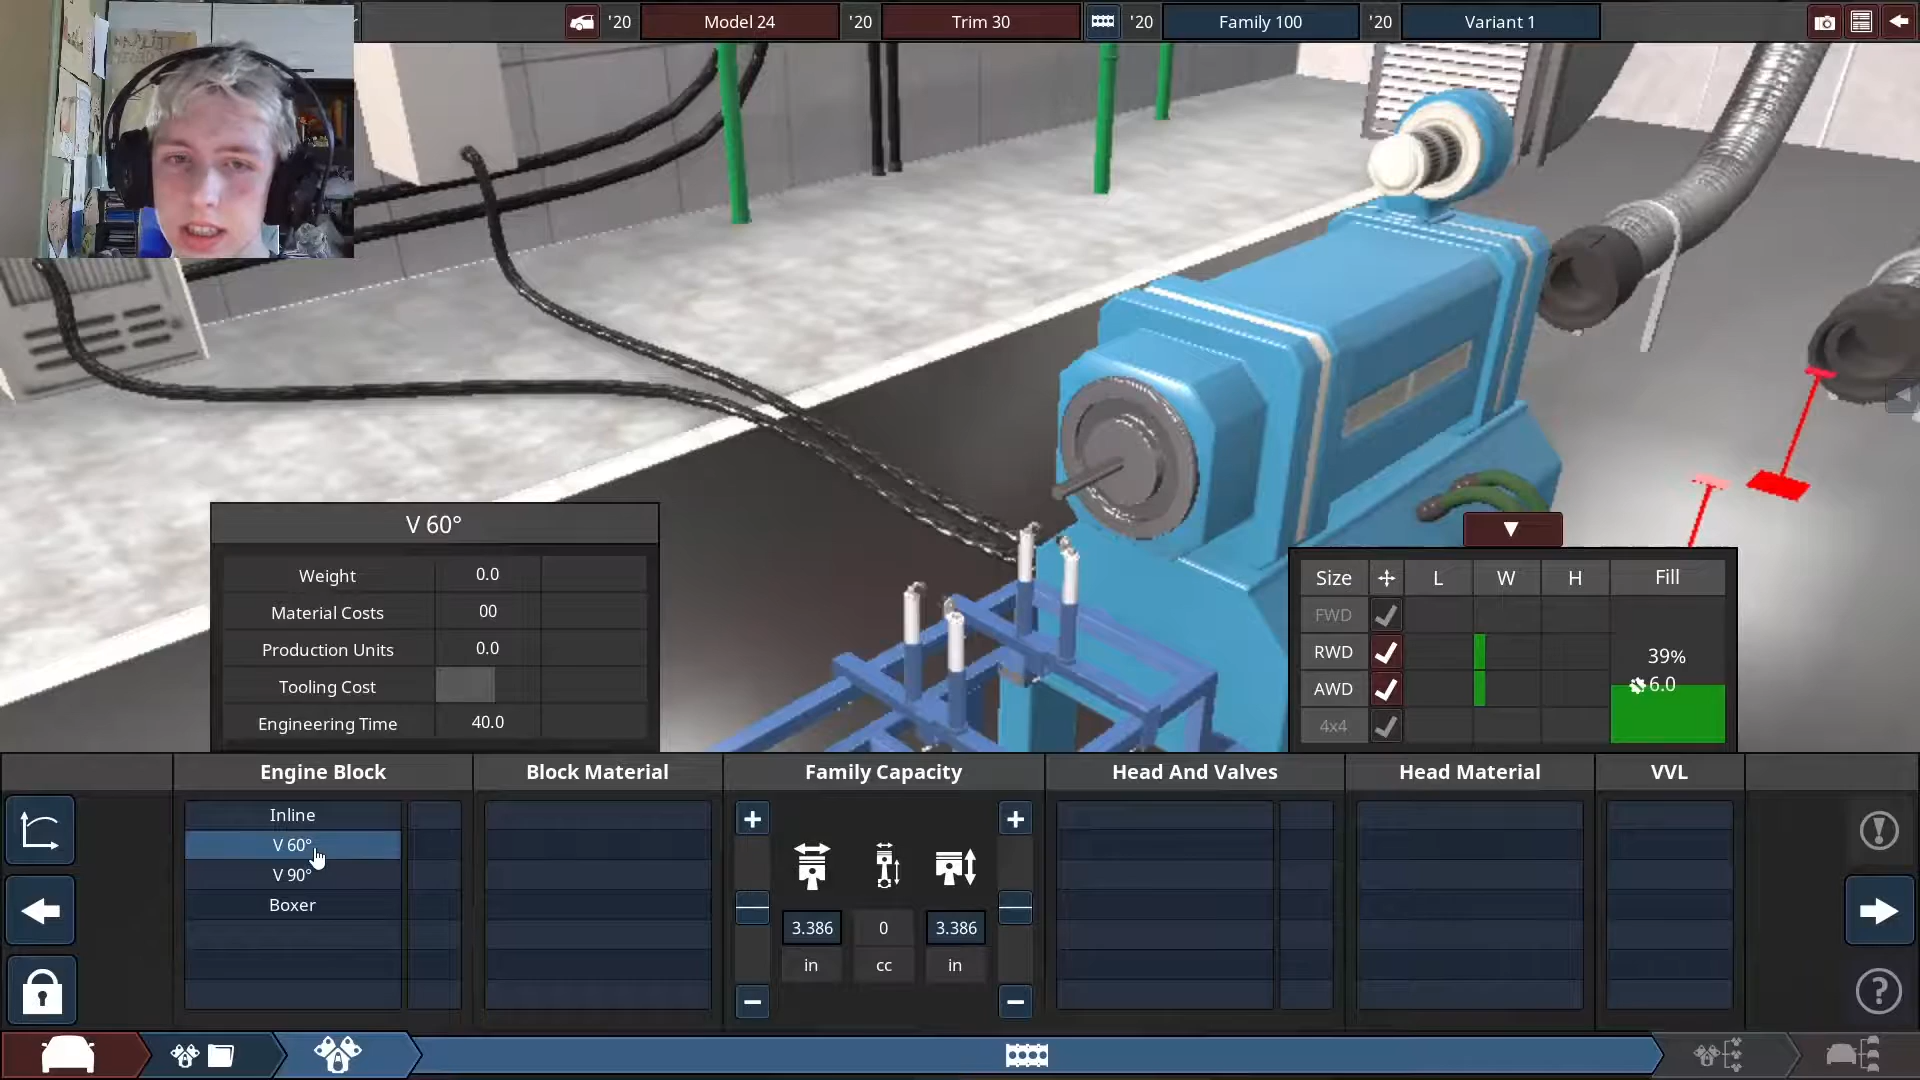 '20 Model 24 '20 Trim 30 '20 Family 100 '20 Variant 1
V 60°
Weight 0.0
Material Costs 00
Production Units 0.0
Tooling Cost
Engineering Time 40.0
Size L W H Fill
FWD
RWD
AWD
4x4
39%
6.0
Engine Block
Inline
V 60°
V 90°
Boxer
Block Material
Family Capacity
3.386 0 3.386
in cc in
Head And Valves
Head Material
VVL